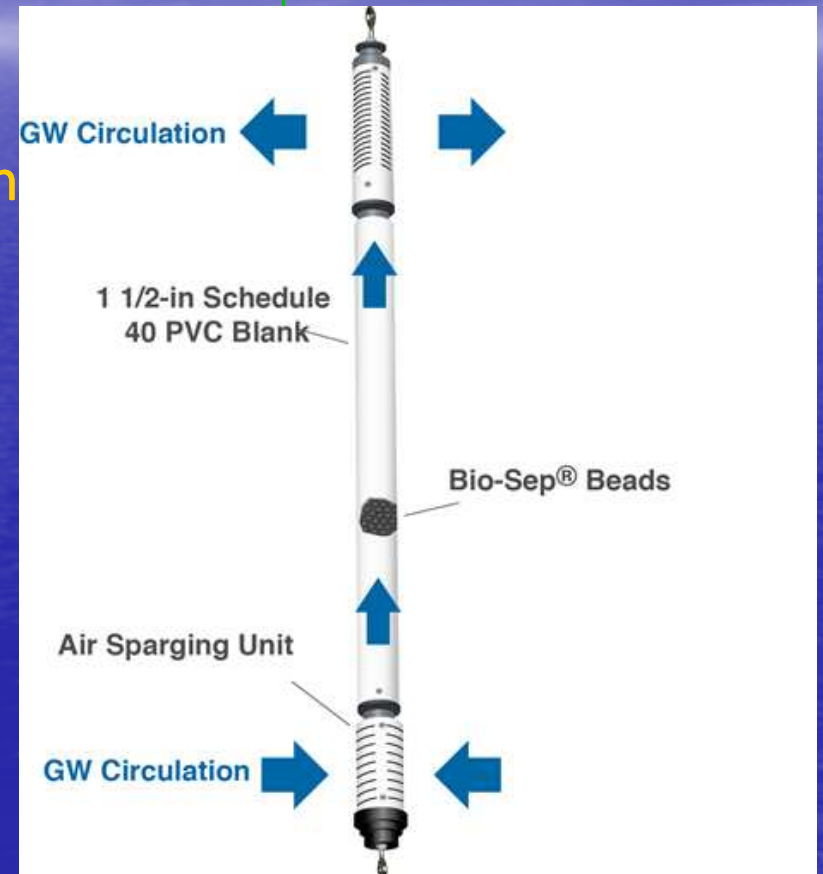 GW Circulation
1 1/2-in Schedule
40 PVC Blank
Bio-Sep® Beads
Air Sparging Unit
GW Circulation